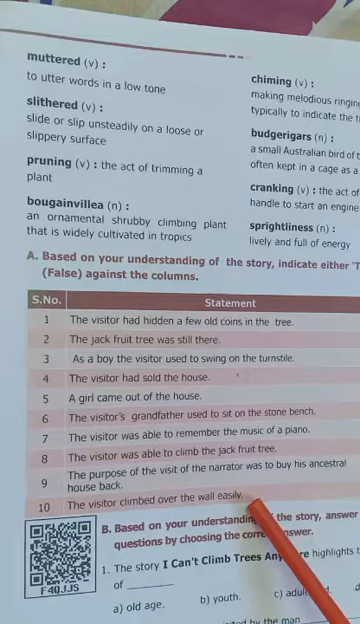 muttered (v) :
to utter words in a low tone
slithered (v) :
slide or slip unsteadily on a loose or
slippery surface
pruning (v) : the act of trimming a
plant
bougainvillea (n) :
an ornamental shrubby climbing plant
that is widely cultivated in tropics
chiming (v) :
making melodious
typically to indicate the
budgerigars (n) :
a small Australian bird of
often kept in a cage as a
cranking (v) : the act of
handle to start an engine
sprightliness (n) :
lively and full of energy
A. Based on your understanding of the story, indicate either
(False) against the columns.
S.No. Statement
1 The visitor had hidden a few old coins in the tree.
2 The jack fruit tree was still there.
3 As a boy the visitor used to swing on the turnstile.
4 The visitor had sold the house.
5 A girl came out of the house.
6 The visitor's grandfather used to sit on the stone bench.
7 The visitor was able to remember the music of a piano.
8 The visitor was able to climb the jack fruit tree.
9 The purpose of the visit of the narrator was to buy his ancestral
house back.
10 The visitor climbed over the wall easily.
F4QJJS
B. Based on your understanding the story, answer
questions by choosing the
1. The story I Can't Climb Trees highlights
of ________
a) old age. b) youth. c)
by the man